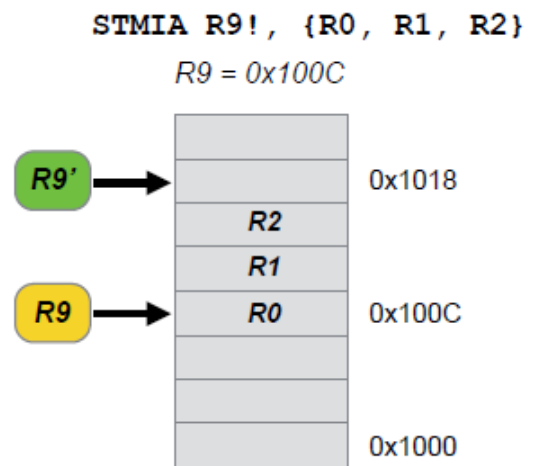 STMIA R9!, {R0, R1, R2}
R9 = 0x100C
R9’ 0x1018
R2
R1
R9 R0 0x100C
0x1000